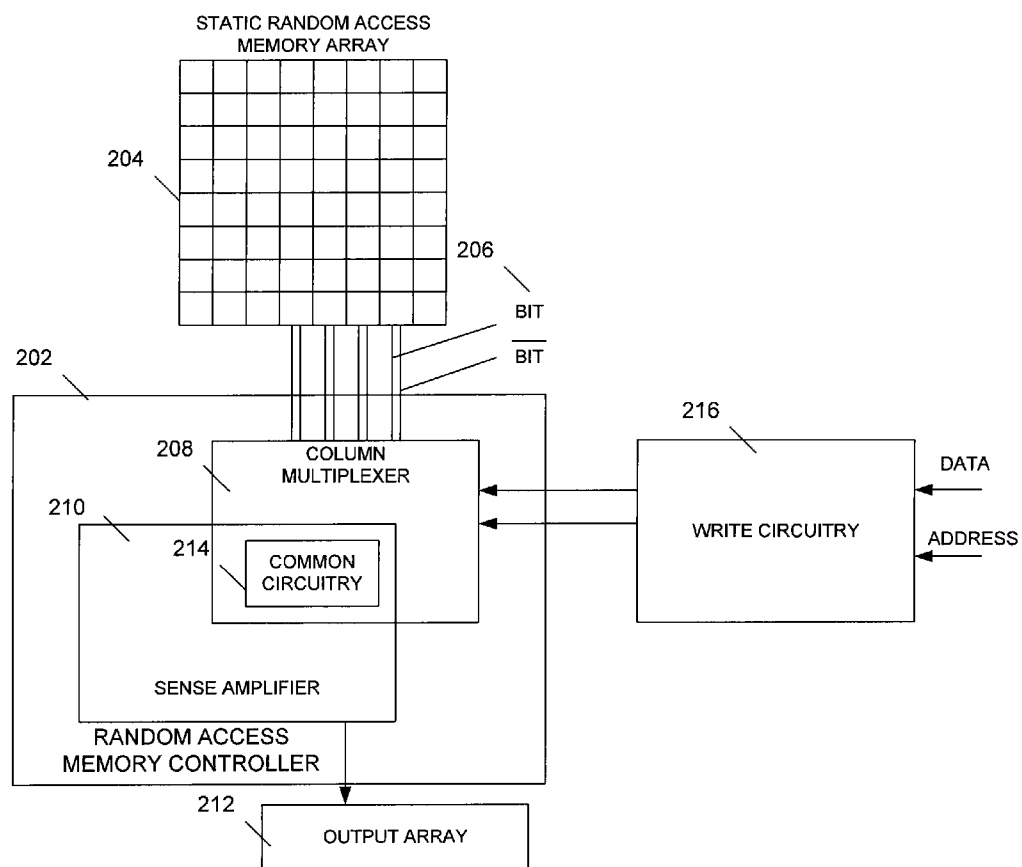 STATIC RANDOM ACCESS
MEMORY ARRAY
204
206
BIT
BIT
202
208
COLUMN
MULTIPLEXER
216
DATA
210
WRITE CIRCUITRY
ADDRESS
214
COMMON
CIRCUITRY
SENSE AMPLIFIER
RANDOM ACCESS
MEMORY CONTROLLER
212
OUTPUT ARRAY